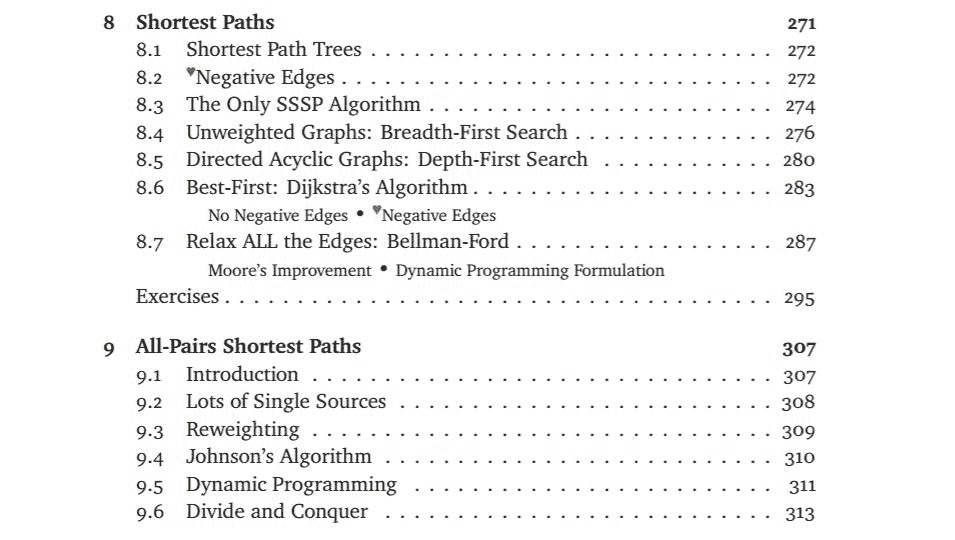 8 Shortest Paths 271
8.1 Shortest Path Trees . . . . . . . . . . . . . . . . . . . . . . . . . . . . 272
8.2 ♥Negative Edges . . . . . . . . . . . . . . . . . . . . . . . . . . . . . . 272
8.3 The Only SSSP Algorithm . . . . . . . . . . . . . . . . . . . . . . . . 274
8.4 Unweighted Graphs: Breadth-First Search . . . . . . . . . . . . . . 276
8.5 Directed Acyclic Graphs: Depth-First Search . . . . . . . . . . . . 280
8.6 Best-First: Dijkstra’s Algorithm . . . . . . . . . . . . . . . . . . . . . 283
No Negative Edges • ♥Negative Edges
8.7 Relax ALL the Edges: Bellman-Ford . . . . . . . . . . . . . . . . . . 287
Moore’s Improvement • Dynamic Programming Formulation
Exercises . . . . . . . . . . . . . . . . . . . . . . . . . . . . . . . . . . . . . . 295
9 All-Pairs Shortest Paths 307
9.1 Introduction . . . . . . . . . . . . . . . . . . . . . . . . . . . . . . . . 307
9.2 Lots of Single Sources . . . . . . . . . . . . . . . . . . . . . . . . . . 308
9.3 Reweighting . . . . . . . . . . . . . . . . . . . . . . . . . . . . . . . . 309
9.4 Johnson’s Algorithm . . . . . . . . . . . . . . . . . . . . . . . . . . . 310
9.5 Dynamic Programming . . . . . . . . . . . . . . . . . . . . . . . . . 311
9.6 Divide and Conquer . . . . . . . . . . . . . . . . . . . . . . . . . . . 313